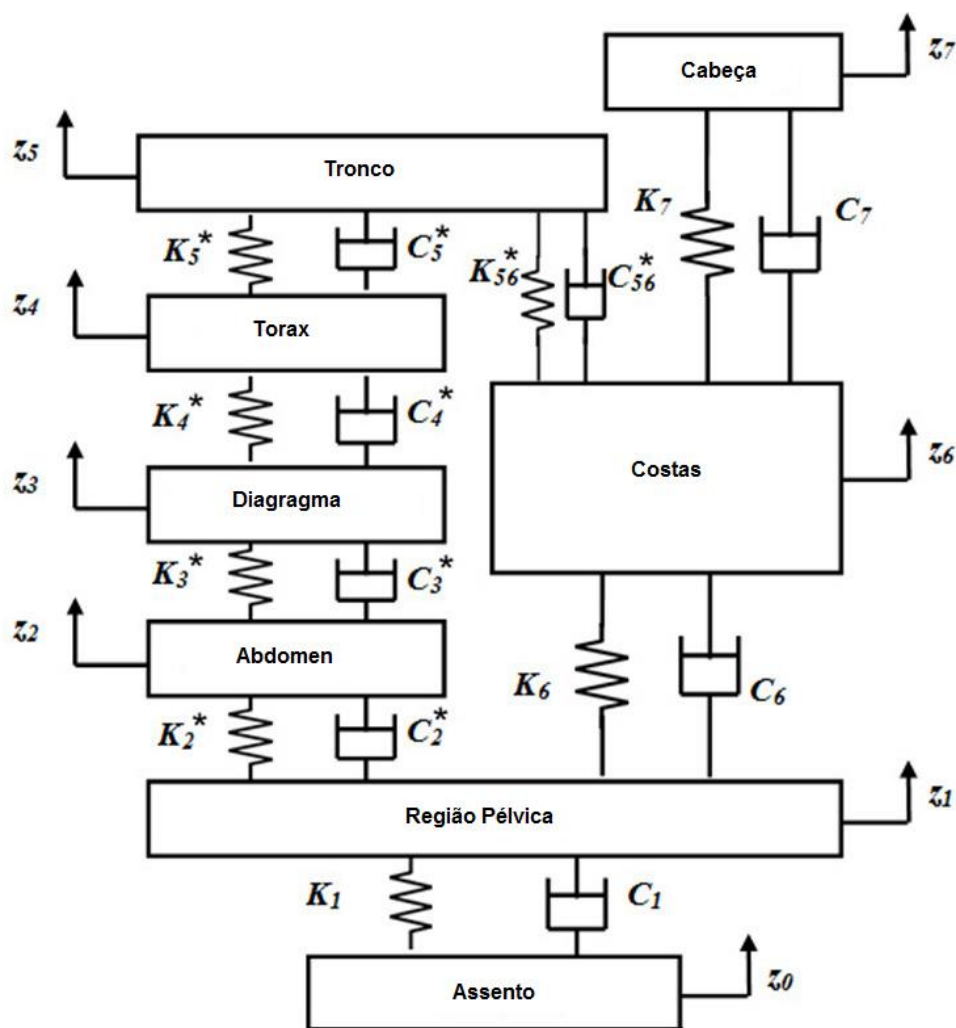 Cabeça
z7
z5
Tronco
K5*
C5*
K56*
C56*
K7
C7
z4
Torax
K4*
C4*
z3
Diagragma
Costas
z6
K3*
C3*
z2
Abdomen
K2*
C2*
K6
C6
Região Pélvica
z1
K1
C1
Assento
z0